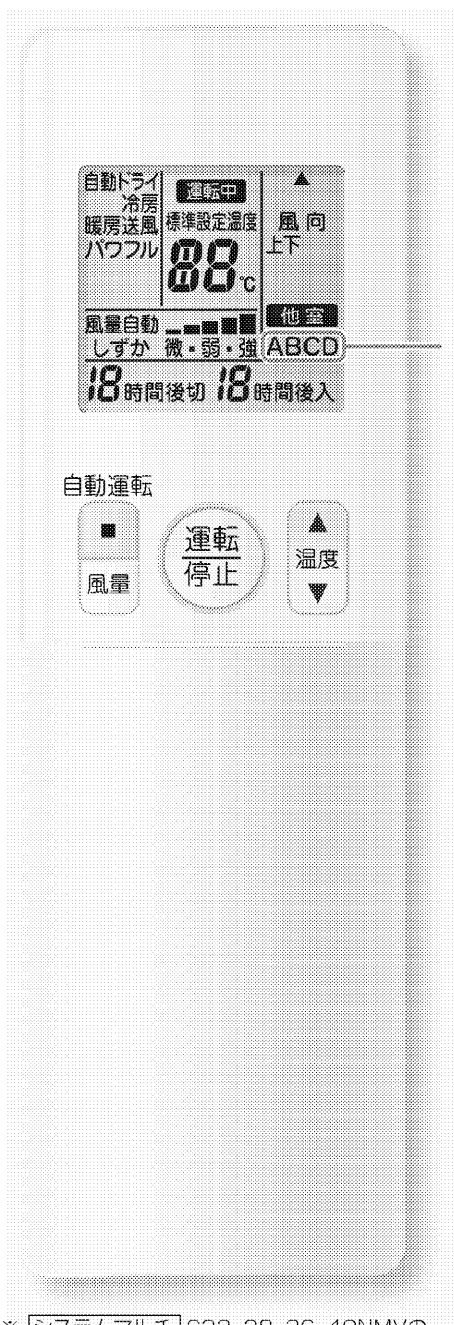 自動ドライ
冷房
暖房送風
パワフル
運転中
標準設定温度
88℃
▲
風向
上下
風量自動
しずか 微・弱・強
他室
ABCD
18時間後切 18時間後入
自動運転
■
風量
運転
停止
▲
温度
▼